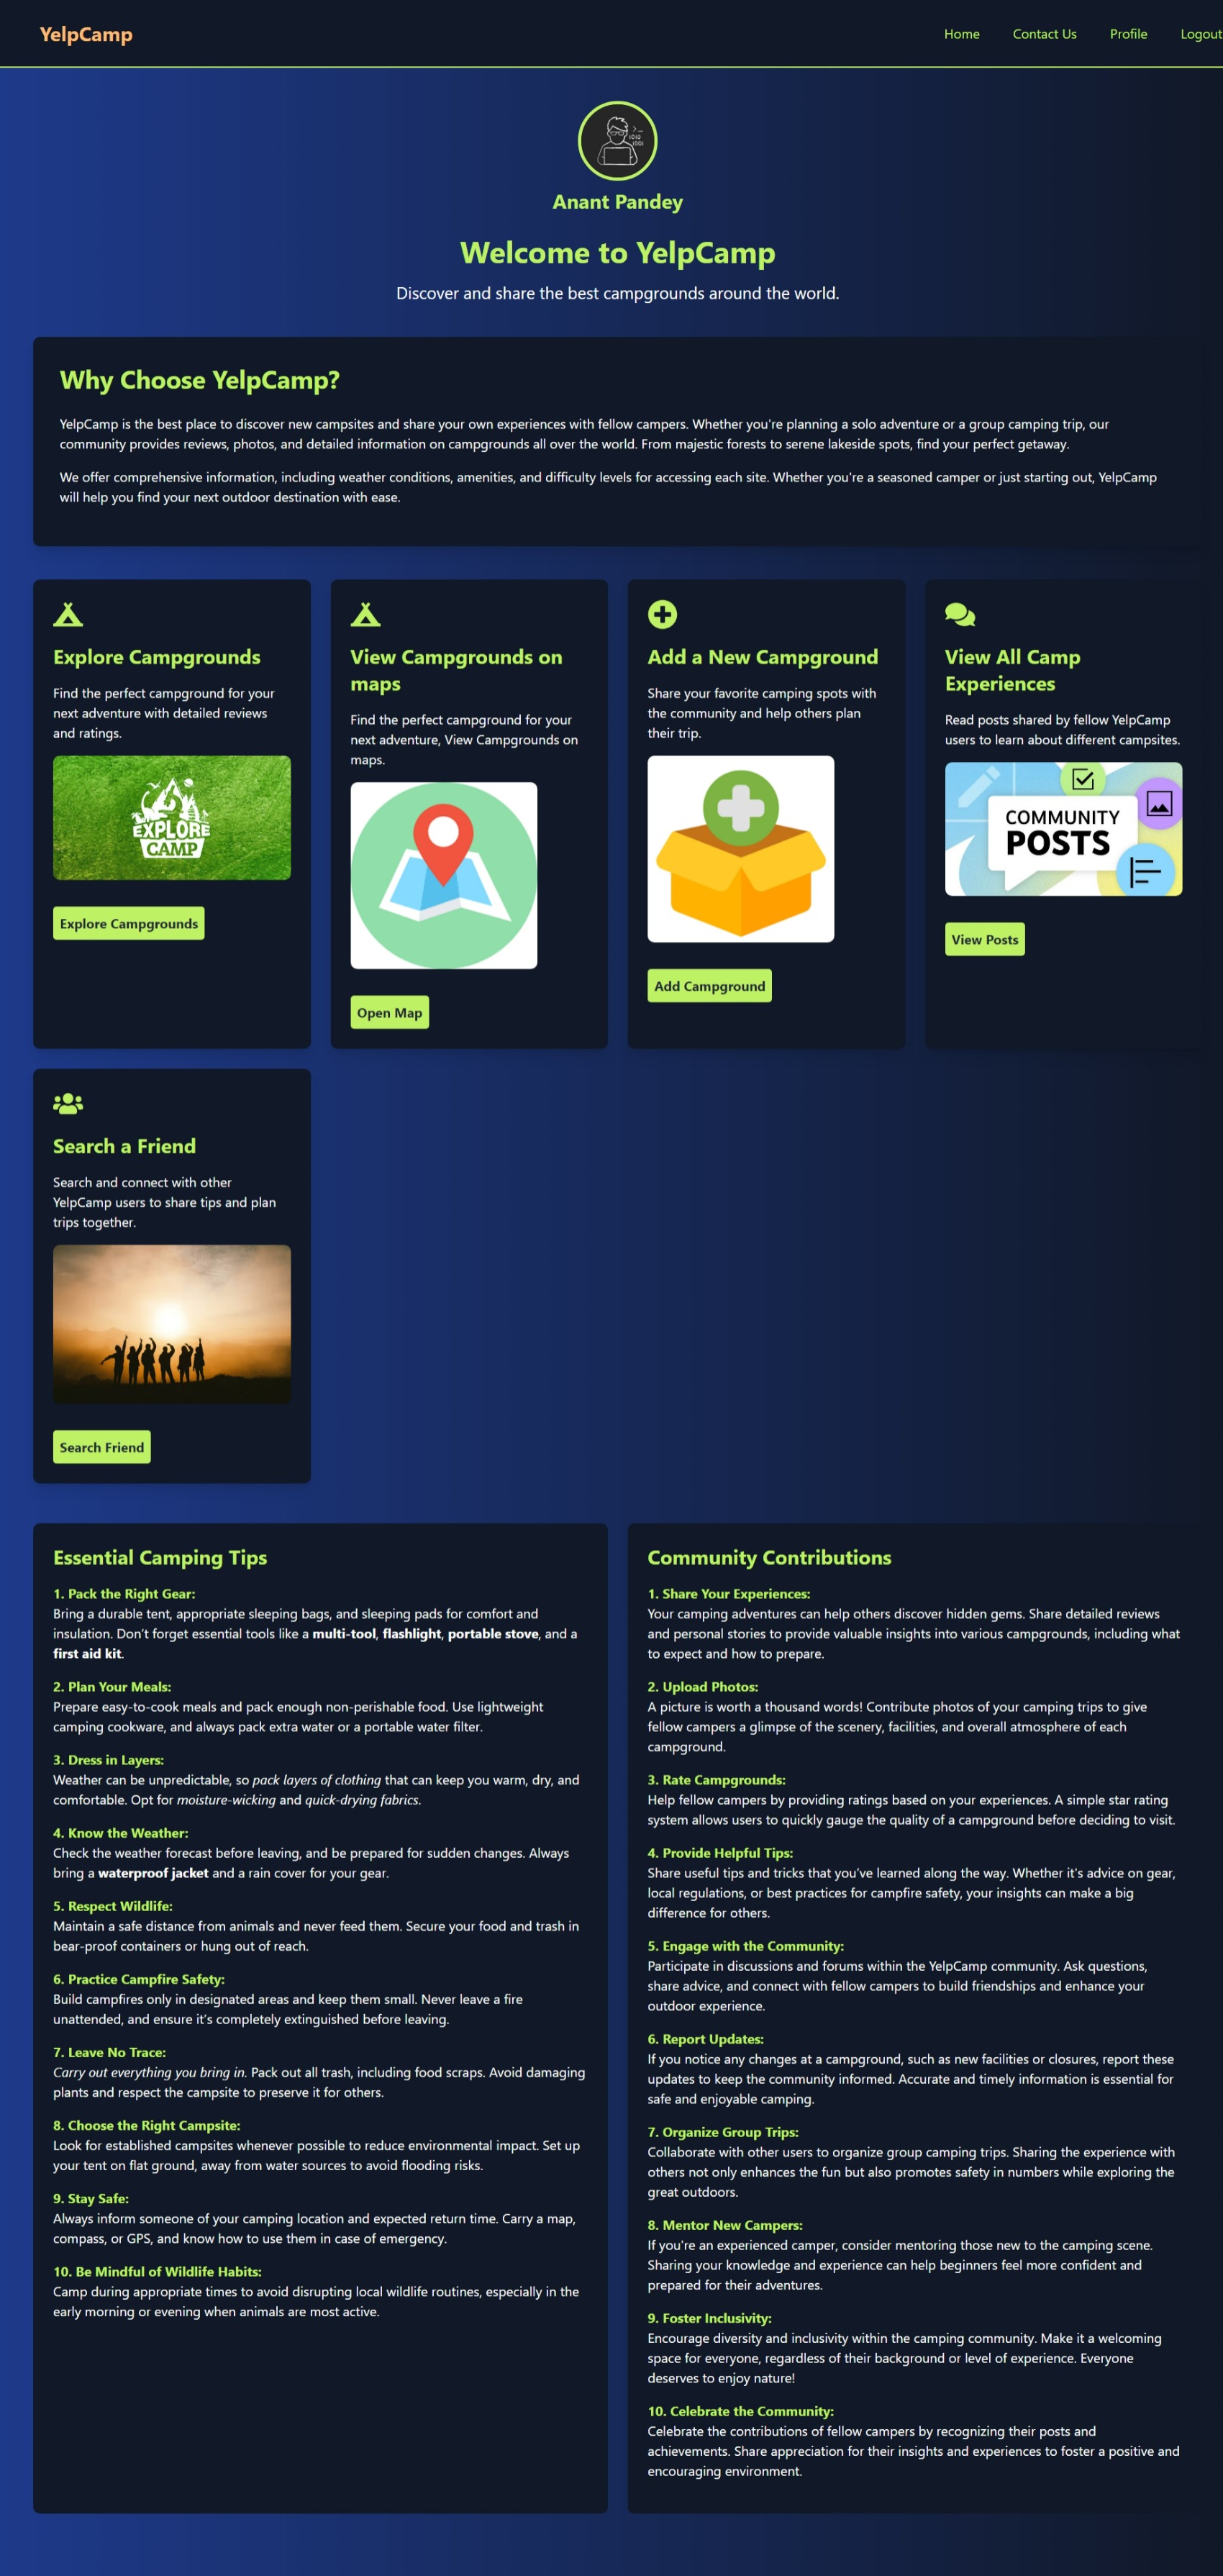 YelpCamp
Home
Contact Us
Profile
Logout
Anant Pandey
Welcome to YelpCamp
Discover and share the best campgrounds around the world.
Why Choose YelpCamp?
YelpCamp is the best place to discover new campsites and share your own experiences with fellow campers. Whether you're planning a solo adventure or a group camping trip, our
community provides reviews, photos, and detailed information on campgrounds all over the world. From majestic forests to serene lakeside spots, find your perfect getaway.
We offer comprehensive information, including weather conditions, amenities, and difficulty levels for accessing each site. Whether you're a seasoned camper or just starting out, YelpCamp
will help you find your next outdoor destination with ease.
Explore Campgrounds
Find the perfect campground for your
next adventure with detailed reviews
and ratings.
EXPLORE
CAMP
Explore Campgrounds
View Campgrounds on
maps
Find the perfect campground for your
next adventure, View Campgrounds on
maps.
Open Map
Add a New Campground
Share your favorite camping spots with
the community and help others plan
their trip.
Add Campground
View All Camp
Experiences
Read posts shared by fellow YelpCamp
users to learn about different campsites.
COMMUNITY
POSTS
View Posts
Search a Friend
Search and connect with other
YelpCamp users to share tips and plan
trips together.
Search Friend
Essential Camping Tips
1. Pack the Right Gear:
Bring a durable tent, appropriate sleeping bags, and sleeping pads for comfort and
insulation. Don't forget essential tools like a multi-tool, flashlight, portable stove, and a
first aid kit.
2. Plan Your Meals:
Prepare easy-to-cook meals and pack enough non-perishable food. Use lightweight
camping cookware, and always pack extra water or a portable water filter.
3. Dress in Layers:
Weather can be unpredictable, so pack layers of clothing that can keep you warm, dry, and
comfortable. Opt for moisture-wicking and quick-drying fabrics.
4. Know the Weather:
Check the weather forecast before leaving, and be prepared for sudden changes. Always
bring a waterproof jacket and a rain cover for your gear.
5. Respect Wildlife:
Maintain a safe distance from animals and never feed them. Secure your food and trash in
bear-proof containers or hung out of reach.
6. Practice Campfire Safety:
Build campfires only in designated areas and keep them small. Never leave a fire
unattended, and ensure it's completely extinguished before leaving.
7. Leave No Trace:
Carry out everything you bring in. Pack out all trash, including food scraps. Avoid damaging
plants and respect the campsite to preserve it for others.
8. Choose the Right Campsite:
Look for established campsites whenever possible to reduce environmental impact. Set up
your tent on flat ground, away from water sources to avoid flooding risks.
9. Stay Safe:
Always inform someone of your camping location and expected return time. Carry a map,
compass, or GPS, and know how to use them in case of emergency.
10. Be Mindful of Wildlife Habits:
Camp during appropriate times to avoid disrupting local wildlife routines, especially in the
early morning or evening when animals are most active.
Community Contributions
1. Share Your Experiences:
Your camping adventures can help others discover hidden gems. Share detailed reviews
and personal stories to provide valuable insights into various campgrounds, including what
to expect and how to prepare.
2. Upload Photos:
A picture is worth a thousand words! Contribute photos of your camping trips to give
fellow campers a glimpse of the scenery, facilities, and overall atmosphere of each
campground.
3. Rate Campgrounds:
Help fellow campers by providing ratings based on your experiences. A simple star rating
system allows users to quickly gauge the quality of a campground before deciding to visit.
4. Provide Helpful Tips:
Share useful tips and tricks that you've learned along the way. Whether it's advice on gear,
local regulations, or best practices for campfire safety, your insights can make a big
difference for others.
5. Engage with the Community:
Participate in discussions and forums within the YelpCamp community. Ask questions,
share advice, and connect with fellow campers to build friendships and enhance your
outdoor experience.
6. Report Updates:
If you notice any changes at a campground, such as new facilities or closures, report these
updates to keep the community informed. Accurate and timely information is essential for
safe and enjoyable camping.
7. Organize Group Trips:
Collaborate with other users to organize group camping trips. Sharing the experience with
others not only enhances the fun but also promotes safety in numbers while exploring the
great outdoors.
8. Mentor New Campers:
If you're an experienced camper, consider mentoring those new to the camping scene.
Sharing your knowledge and experience can help beginners feel more confident and
prepared for their adventures.
9. Foster Inclusivity:
Encourage diversity and inclusivity within the camping community. Make it a welcoming
space for everyone, regardless of their background or level of experience. Everyone
deserves to enjoy nature!
10. Celebrate the Community:
Celebrate the contributions of fellow campers by recognizing their posts and
achievements. Share appreciation for their insights and experiences to foster a positive and
encouraging environment.